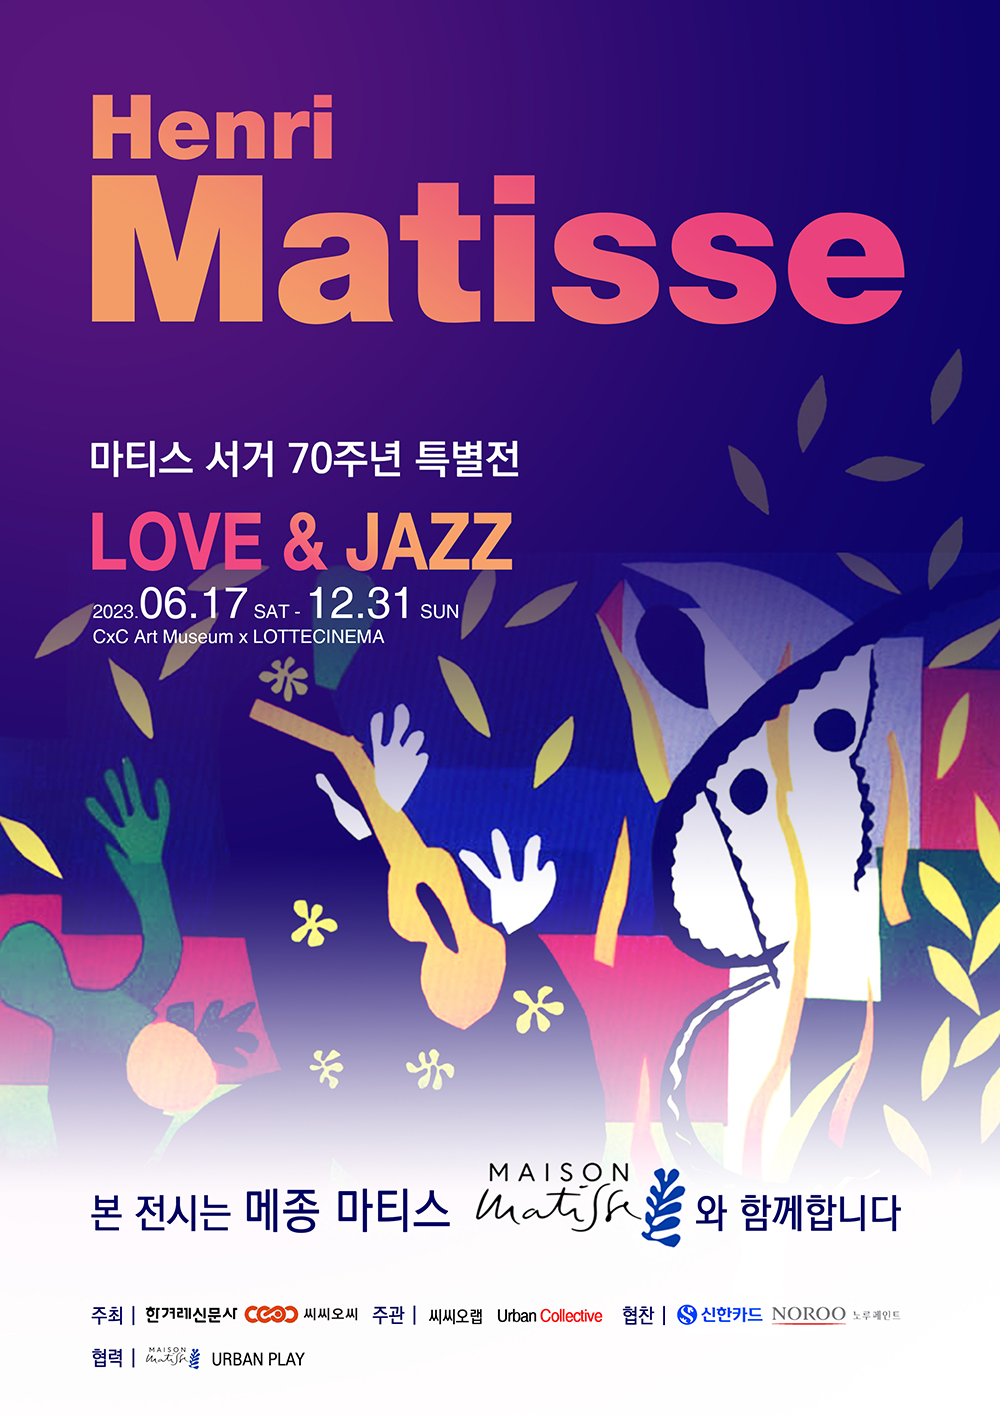 Henri
Matisse
마티스 서거 70주년 특별전
LOVE & JAZZ
2023.06.17 SAT - 12.31 SUN
CxC Art Museum x LOTTECINEMA
본 전시는 메종 마티스 MAISON matisse 와 함께합니다
주최 | 한겨레신문사 CCOC 씨씨오씨 주관 | 씨씨오랩 Urban Collective 협찬 | 신한카드 NOROO 노루페인트
협력 | MAISON matisse URBAN PLAY